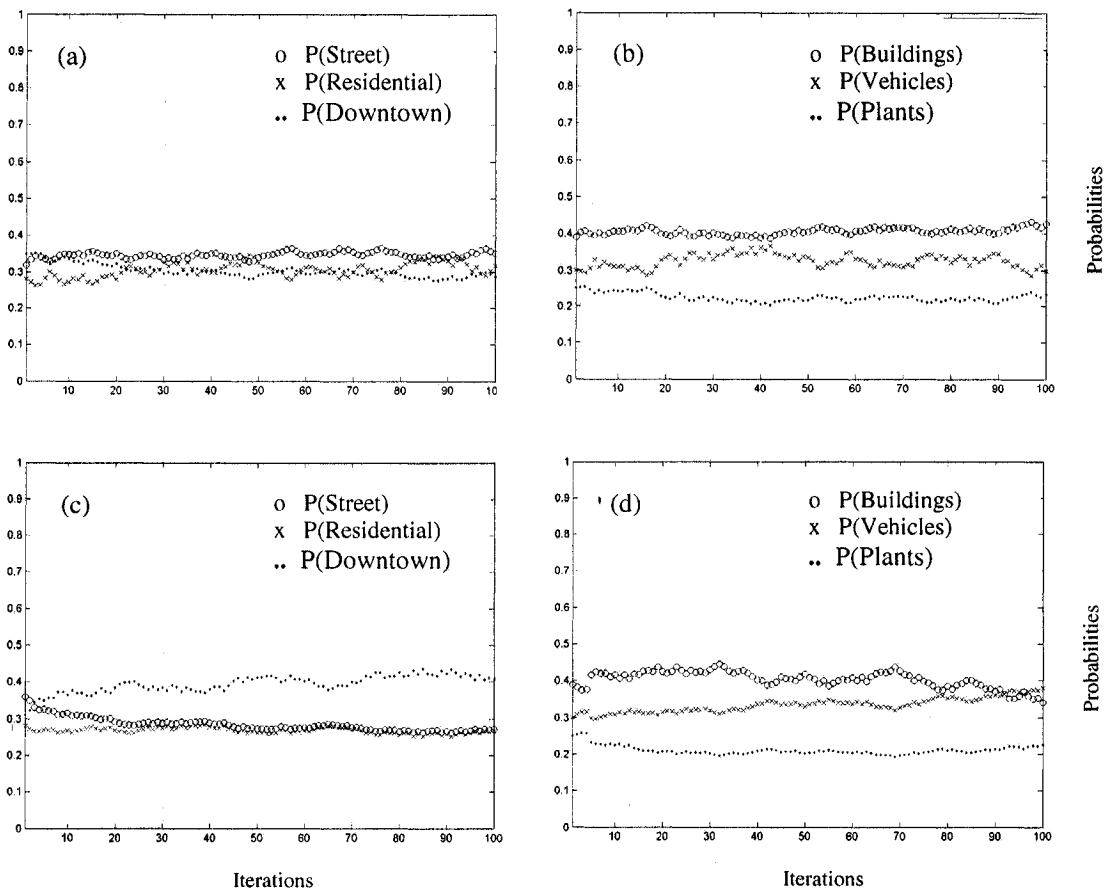 1
0.9
0.8
0.7
0.6
0.5
0.4
0.3
0.2
0.1
0
(a)
o P(Street)
x P(Residential)
.. P(Downtown)
10 20 30 40 50 60 70 80 90 10
1
0.9
0.8
0.7
0.6
0.5
0.4
0.3
0.2
0.1
0
(b)
o P(Buildings)
x P(Vehicles)
.. P(Plants)
10 20 30 40 50 60 70 80 90 100
Probabilities
1
0.9
0.8
0.7
0.6
0.5
0.4
0.3
0.2
0.1
0
(c)
o P(Street)
x P(Residential)
.. P(Downtown)
10 20 30 40 50 60 70 80 90 100
Iterations
1
0.9
0.8
0.7
0.6
0.5
0.4
0.3
0.2
0.1
0
(d)
o P(Buildings)
x P(Vehicles)
.. P(Plants)
10 20 30 40 50 60 70 80 90 100
Iterations
Probabilities